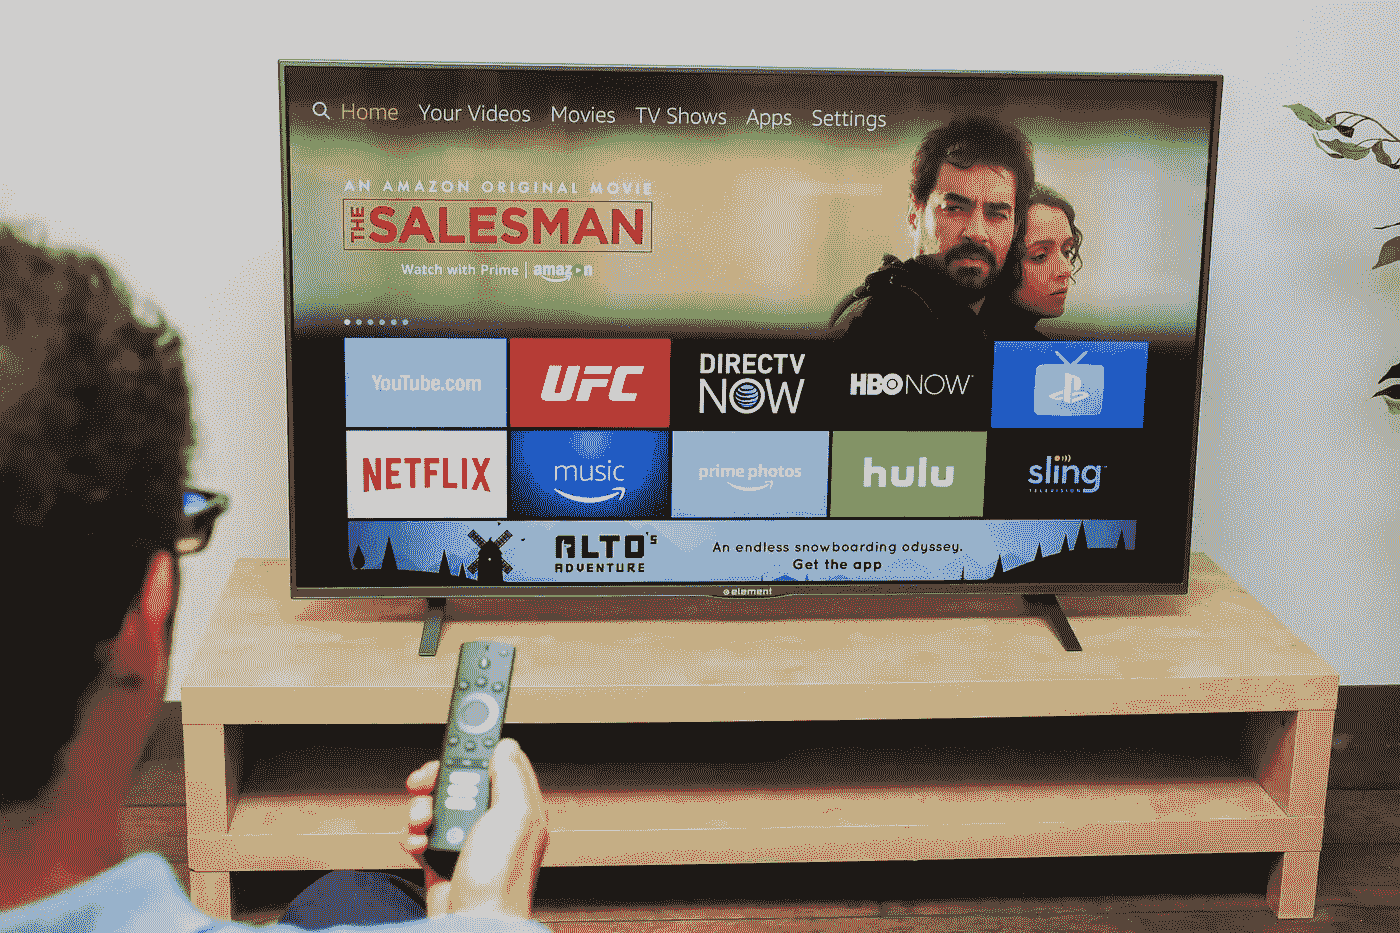 Home Your Videos Movies TV Shows Apps Settings
AN AMAZON ORIGINAL MOVIE
THE SALESMAN
Watch with Prime | amazon
YouTube.com
UFC
DIRECTV
NOW
HBO NOW
NETFLIX
music
prime photos
hulu
sling
TELEVISION
ALTO'S
ADVENTURE
An endless snowboarding odyssey.
Get the app
element